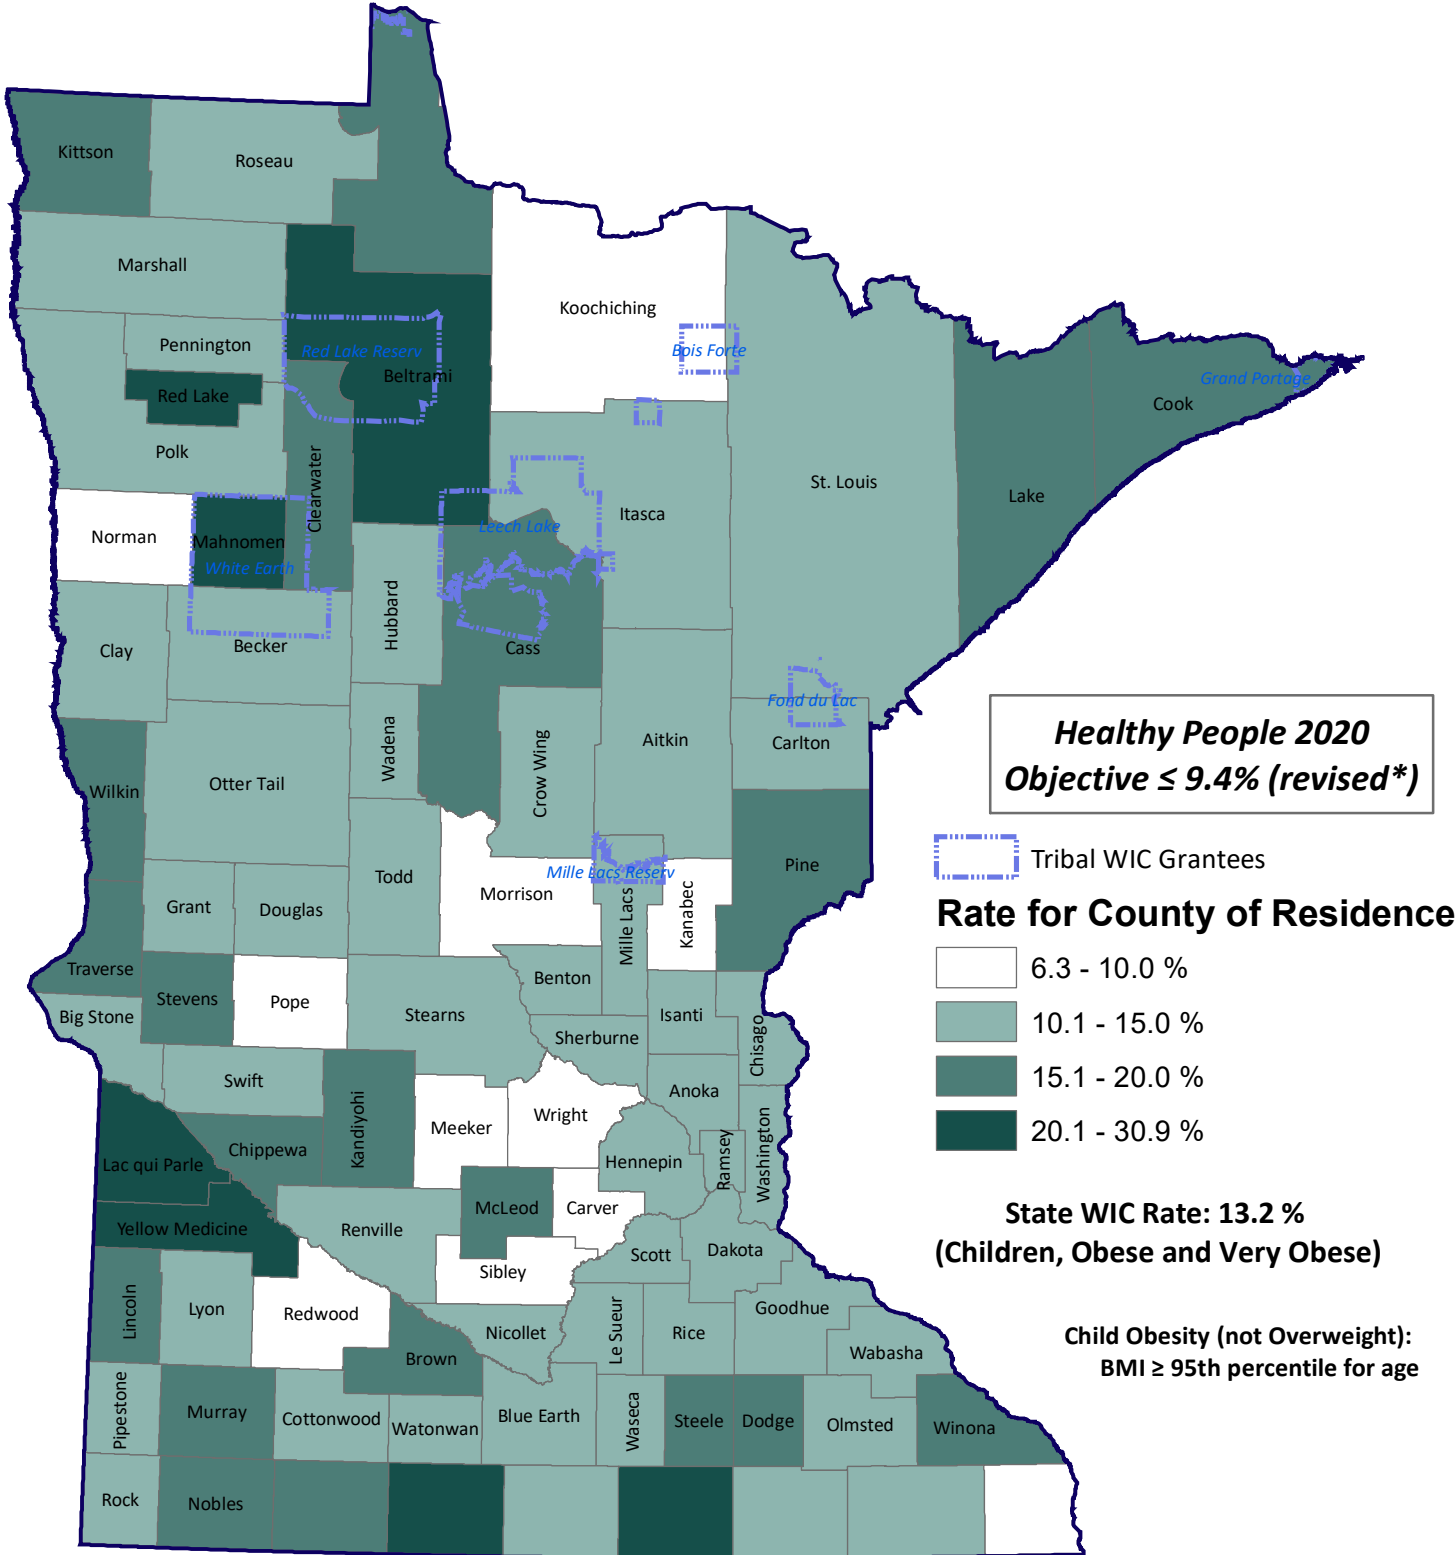 Kittson
Roseau
Marshall
Koochiching
Pennington
Red Lake Reserv
Bois Forte
Beltrami
Red Lake
Grand Portage
Cook
Polk
Clearwater
St. Louis
Lake
Itasca
Leech Lake
Norman
Mahnomen
White Earth
Hubbard
Clay
Becker
Cass
Fond du Lac
Wadena
Crow Wing
Aitkin
Carlton
Wilkin
Otter Tail
Healthy People 2020
Objective ≤ 9.4% (revised*)
Tribal WIC Grantees
Pine
Mille Lacs Reserv
Todd
Morrison
Grant
Douglas
Mille Lacs
Kanabec
Rate for County of Residence
Traverse
Stevens
Pope
Benton
6.3 - 10.0 %
Big Stone
Stearns
Isanti
Sherburne
Chisago
10.1 - 15.0 %
Swift
Anoka
15.1 - 20.0 %
Kandiyohi
Meeker
Wright
Chippewa
Lac qui Parle
Hennepin
Ramsey
Washington
20.1 - 30.9 %
McLeod
Carver
Yellow Medicine
Renville
Scott
Dakota
State WIC Rate: 13.2 %
(Children, Obese and Very Obese)
Sibley
Lincoln
Lyon
Redwood
Nicollet
Le Sueur
Rice
Goodhue
Wabasha
Brown
Child Obesity (not Overweight):
BMI ≥ 95th percentile for age
Pipestone
Murray
Cottonwood
Watonwan
Blue Earth
Waseca
Steele
Dodge
Olmsted
Winona
Rock
Nobles